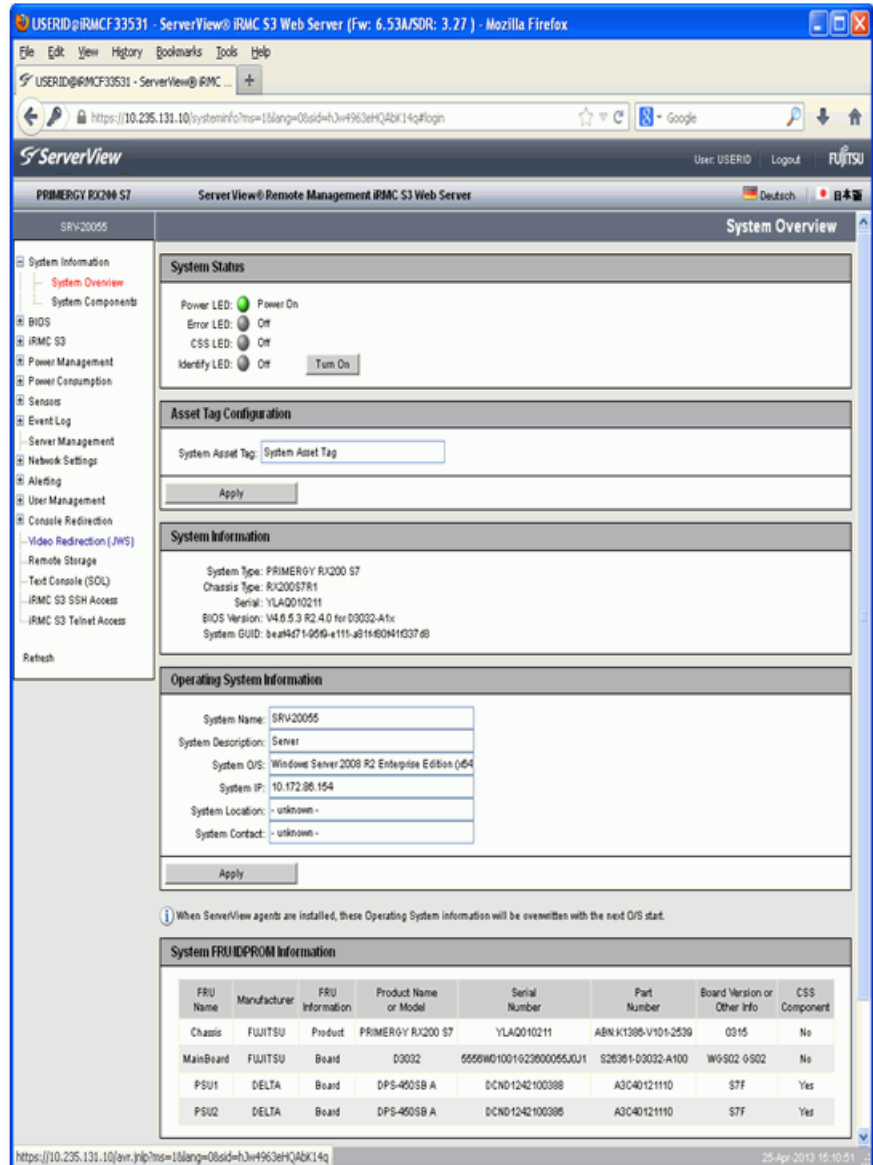 USERID@iRMCF33531 - ServerView® iRMC S3 Web Server (Fw: 6.53A/SDR: 3.27 ) - Mozilla Firefox
File Edit View History Bookmarks Tools Help
USERID@iRMCF33531 - ServerView® iRMC ... +
https://10.235.131.10/systeminfo?ms=1&lang=0&sid=hJw4963eHQAbK14q#login Google
ServerView User: USERID Logout FUJITSU
PRIMERGY RX200 S7 ServerView® Remote Management iRMC S3 Web Server Deutsch 日本語
SRV-20055 System Overview
System Information
System Overview
System Components
BIOS
iRMC S3
Power Management
Power Consumption
Sensors
Event Log
Server Management
Network Settings
Alerting
User Management
Console Redirection
Video Redirection (JWS)
Remote Storage
Text Console (SOL)
iRMC S3 SSH Access
iRMC S3 Telnet Access
Refresh
System Status
Power LED: Power On
Error LED: Off
CSS LED: Off
Identify LED: Off Turn On
Asset Tag Configuration
System Asset Tag: System Asset Tag
Apply
System Information
System Type: PRIMERGY RX200 S7
Chassis Type: RX200S7R1
Serial: YLAQ010211
BIOS Version: V4.6.5.3 R2.4.0 for D3032-A1x
System GUID:
Operating System Information
System Name: SRV-20055
System Description: Server
System O/S: Windows Server 2008 R2 Enterprise Edition (x64
System IP: 10.172.86.154
System Location: - unknown -
System Contact: - unknown -
Apply
When ServerView agents are installed, these Operating System information will be overwritten with the next O/S start.
System FRU/IDPROM Information
FRU Name Manufacturer FRU Information Product Name or Model Serial Number Part Number Board Version or Other Info CSS Component
Chassis FUJITSU Product PRIMERGY RX200 S7 YLAQ010211 ABN:K1385-V101-2539 0315 No
MainBoard FUJITSU Board D3032 S26361-D3032-A100 WGS02 GS02 No
PSU1 DELTA Board DPS-450SB A DCND1242100388 A3C40121110 S7F Yes
PSU2 DELTA Board DPS-450SB A DCND1242100386 A3C40121110 S7F Yes
https://10.235.131.10/avr.jnlp?ms=1&lang=0&sid=hJw4963eHQAbK14q 25-Apr-2013 15:10:51